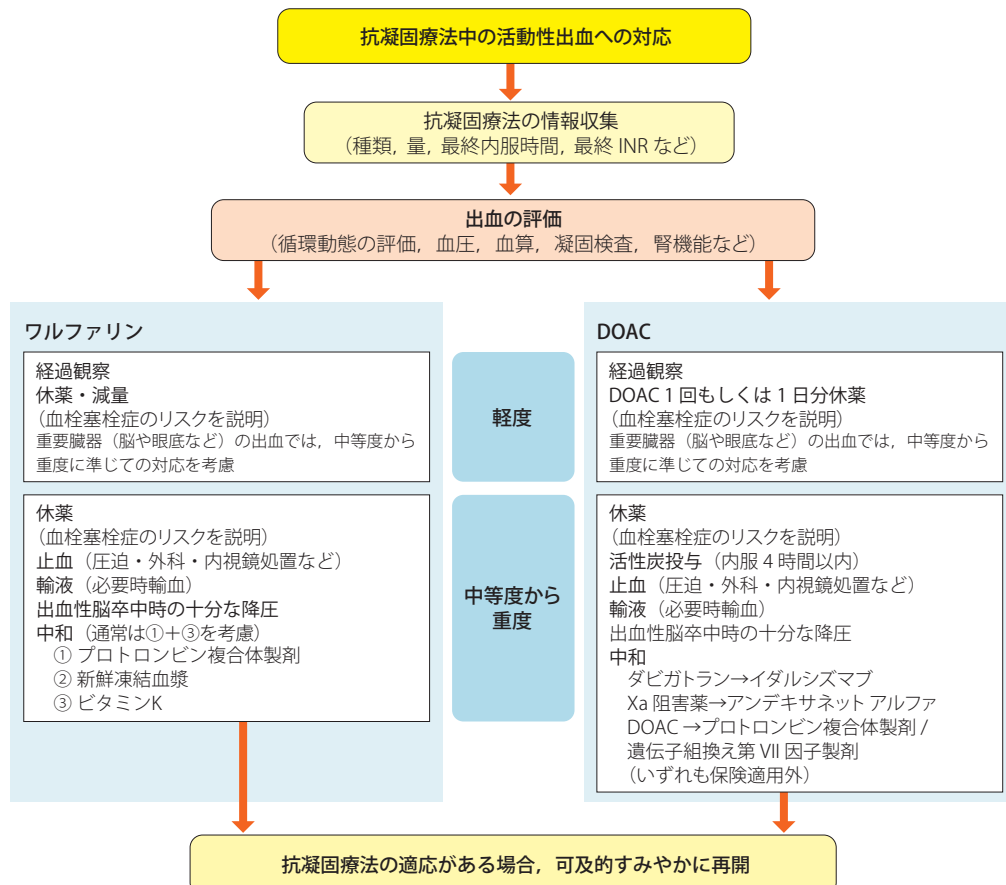 抗凝固療法中の活動性出血への対応
抗凝固療法の情報収集
（種類, 量, 最終内服時間, 最終 INR など）
出血の評価
（循環動態の評価, 血圧, 血算, 凝固検査, 腎機能など）
ワルファリン
経過観察
休薬・減量
(血栓塞栓症のリスクを説明)
重要臓器（脳や眼底など）の出血では, 中等度から
重度に準じての対応を考慮
休薬
(血栓塞栓症のリスクを説明)
止血（圧迫・外科・内視鏡処置など）
輸液（必要時輸血）
出血性脳卒中時の十分な降圧
中和（通常は①＋③を考慮）
① プロトロンビン複合体製剤
② 新鮮凍結血漿
③ ビタミンK
軽度
中等度から
重度
DOAC
経過観察
DOAC 1 回もしくは 1 日分休薬
(血栓塞栓症のリスクを説明)
重要臓器（脳や眼底など）の出血では, 中等度から
重度に準じての対応を考慮
休薬
(血栓塞栓症のリスクを説明)
活性炭投与（内服 4 時間以内）
止血（圧迫・外科・内視鏡処置など）
輸液（必要時輸血）
出血性脳卒中時の十分な降圧
中和
ダビガトラン→イダルシズマブ
Xa 阻害薬→アンデキサネット アルファ
DOAC →プロトロンビン複合体製剤 /
遺伝子組換え第 VII 因子製剤
（いずれも保険適用外）
抗凝固療法の適応がある場合, 可及的すみやかに再開